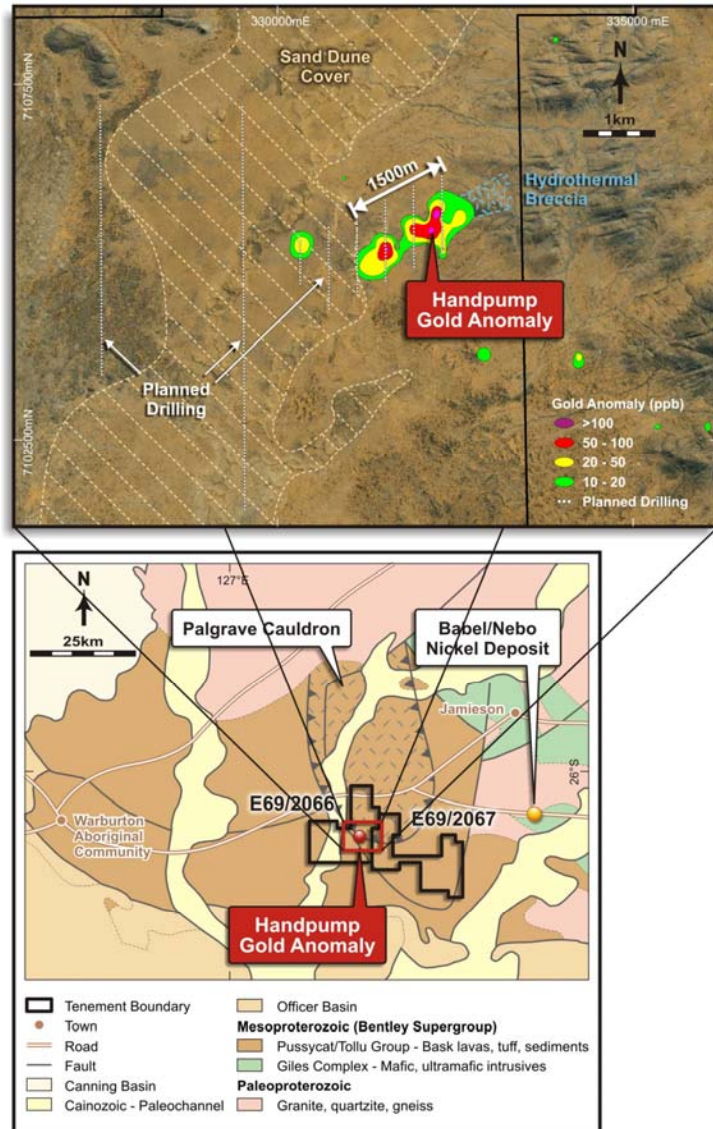 330000 mE
335000 mE
7107500mN
7102500mN
Sand Dune
Cover
N
1km
1500m
Hydrothermal
Breccia
Handpump
Gold Anomaly
Planned
Drilling
Gold Anomaly (ppb)
>100
50 - 100
20 - 50
10 - 20
Planned Drilling
127°E
N
25km
Palgrave Cauldron
Babel/Nebo
Nickel Deposit
Jamieson
26°S
E69/2066
E69/2067
Warburton
Aboriginal
Community
Handpump
Gold Anomaly
Tenement Boundary
Town
Road
Fault
Canning Basin
Cainozoic - Paleochannel
Officer Basin
Mesoproterozoic (Bentley Supergroup)
Pussycat/Tollu Group - Bask lavas, tuff, sediments
Giles Complex - Mafic, ultramafic intrusives
Paleoproterozoic
Granite, quartzite, gneiss